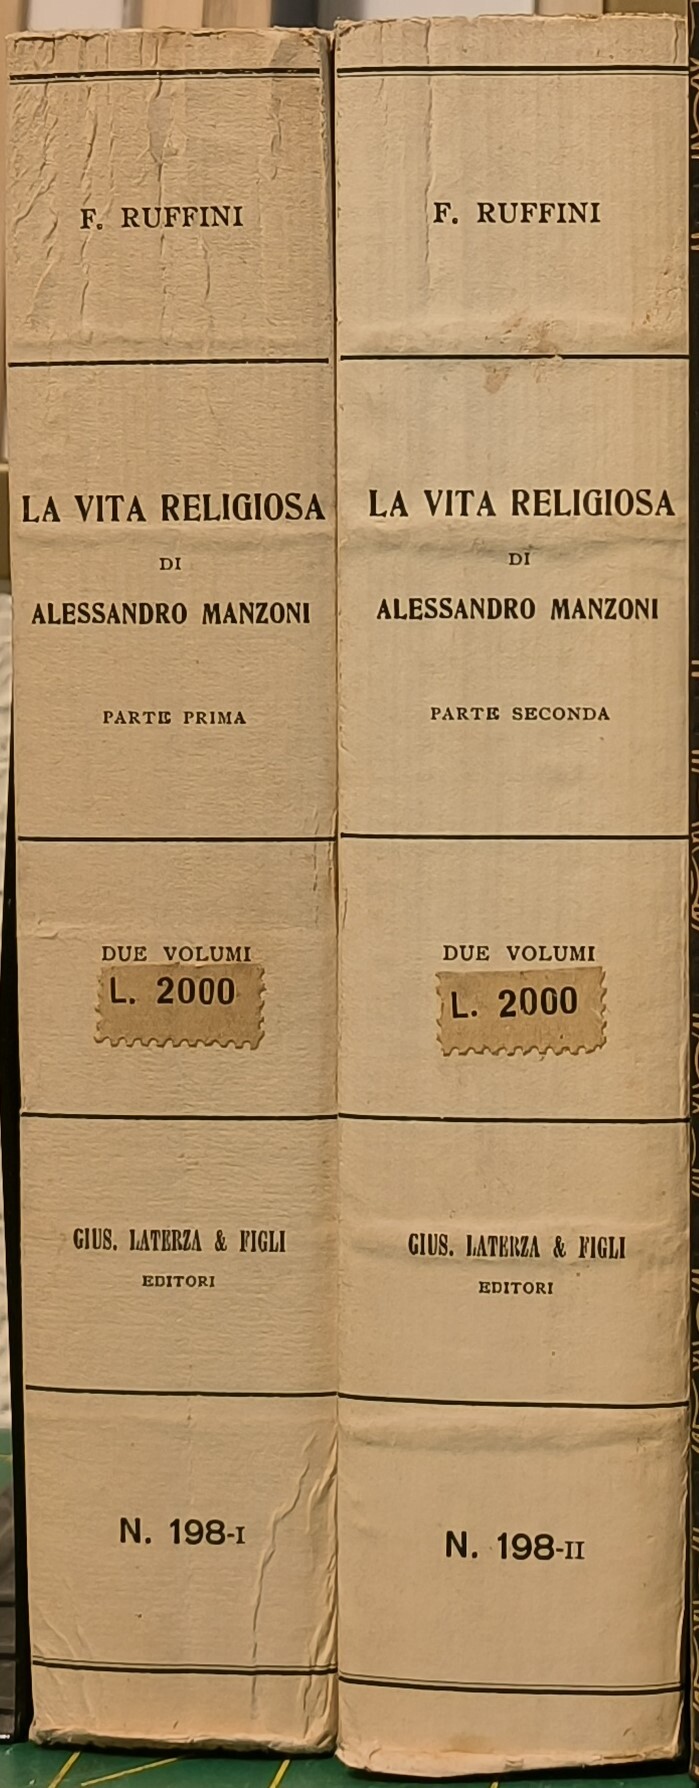 F. RUFFINI
LA VITA RELIGIOSA
DI
ALESSANDRO MANZONI
PARTE PRIMA
DUE VOLUMI
L. 2000
GIUS. LATERZA & FIGLI
EDITORI
N. 198-I
F. RUFFINI
LA VITA RELIGIOSA
DI
ALESSANDRO MANZONI
PARTE SECONDA
DUE VOLUMI
L. 2000
GIUS. LATERZA & FIGLI
EDITORI
N. 198-II